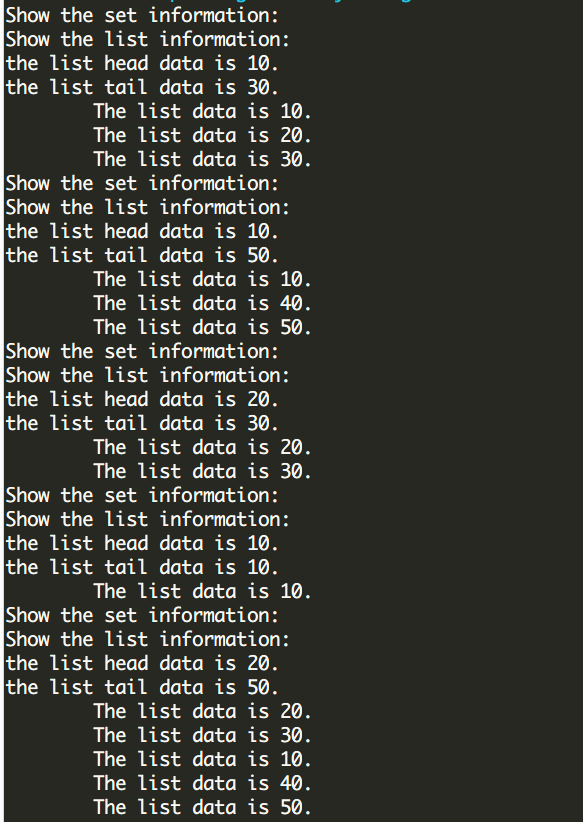 Show the set information:
Show the list information:
the list head data is 10.
the list tail data is 30.
The list data is 10.
The list data is 20.
The list data is 30.
Show the set information:
Show the list information:
the list head data is 10.
the list tail data is 50.
The list data is 10.
The list data is 40.
The list data is 50.
Show the set information:
Show the list information:
the list head data is 20.
the list tail data is 30.
The list data is 20.
The list data is 30.
Show the set information:
Show the list information:
the list head data is 10.
the list tail data is 10.
The list data is 10.
Show the set information:
Show the list information:
the list head data is 20.
the list tail data is 50.
The list data is 20.
The list data is 30.
The list data is 10.
The list data is 40.
The list data is 50.